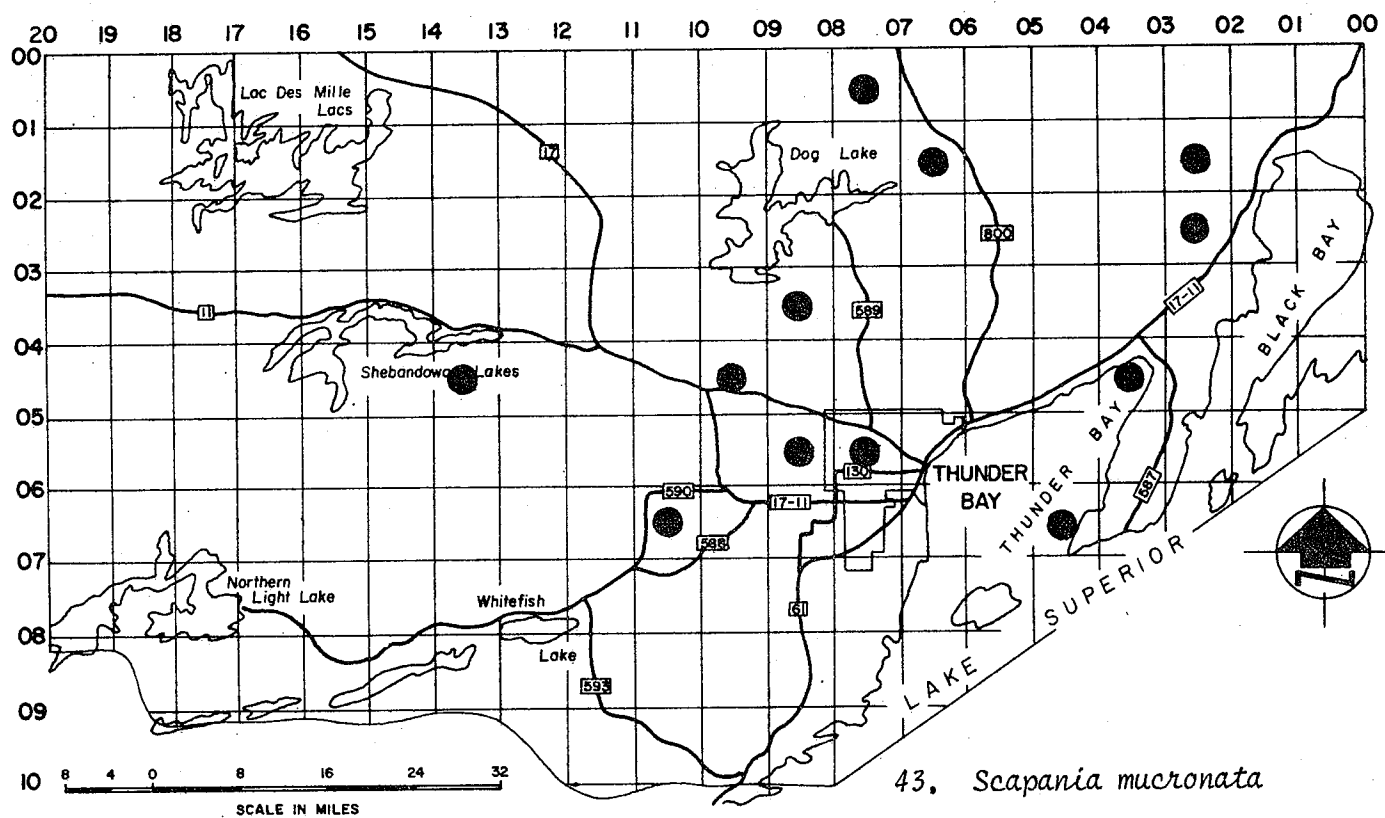 20 19 18 17 16 15 14 13 12 11 10 09 08 07 06 05 04 03 02 01 00
00
01
02
03
04
05
06
07
08
09
10
Lac Des Mille
Lacs
17
Dog Lake
800
589
11
17-11
BLACK BAY
Shebandowa Lakes
THUNDER BAY
130
THUNDER
BAY
590
17-11
588
587
Northern
Light Lake
Whitefish
Lake
61
593
LAKE SUPERIOR
N
8 4 0 8 16 24 32
SCALE IN MILES
43. Scapania mucronata